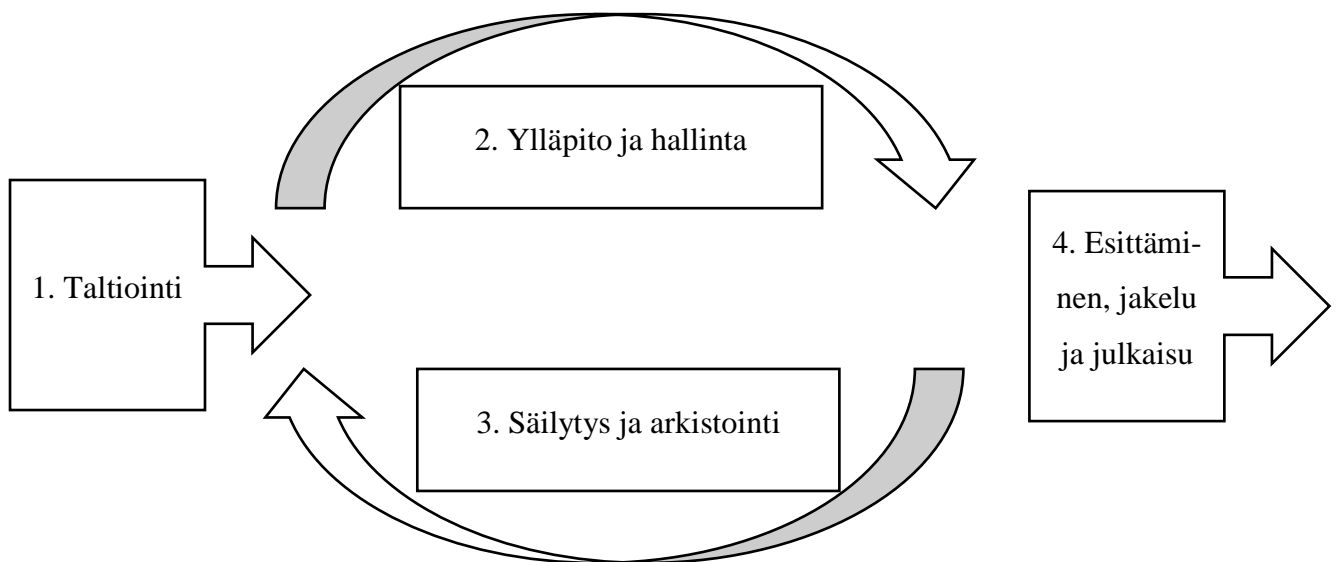 2. Ylläpito ja hallinta
1. Taltiointi
4. Esittämi-
nen, jakelu
ja julkaisu
3. Säilytys ja arkistointi